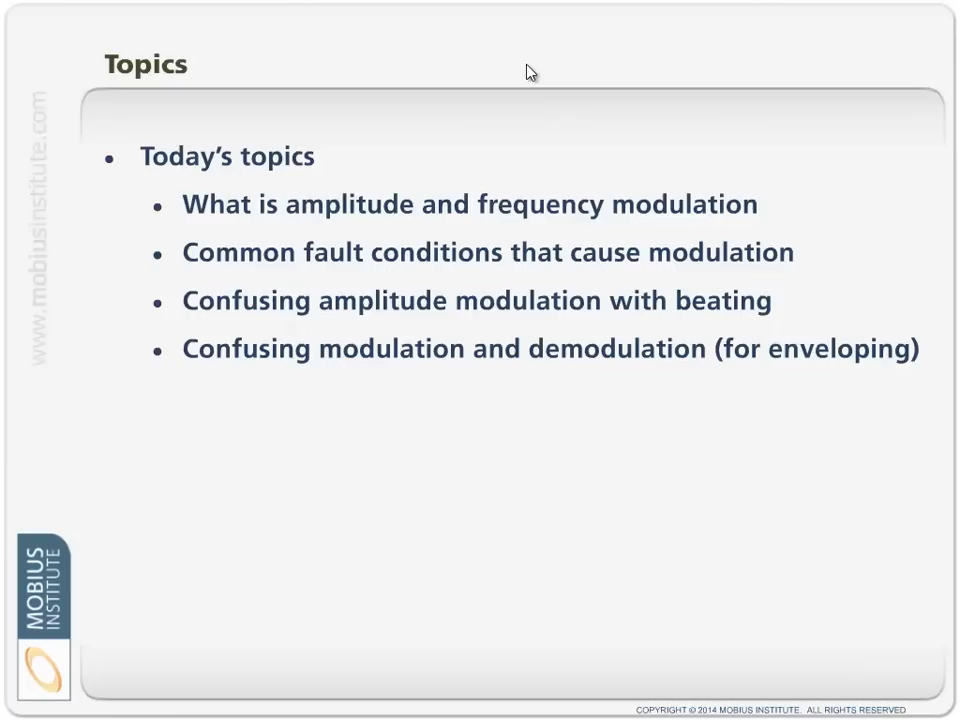 Topics
www.mobiusinstitute.com
• Today’s topics
• What is amplitude and frequency modulation
• Common fault conditions that cause modulation
• Confusing amplitude modulation with beating
• Confusing modulation and demodulation (for enveloping)
MOBIUS
INSTITUTE
COPYRIGHT © 2014 MOBIUS INSTITUTE. ALL RIGHTS RESERVED